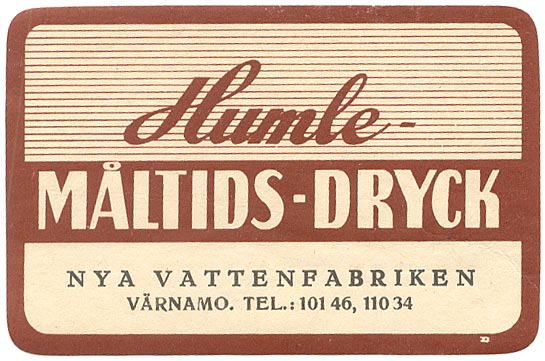 Humle-
MÅLTIDS-DRYCK
NYA VATTENFABRIKEN
VÄRNAMO. TEL.: 101 46, 110 34